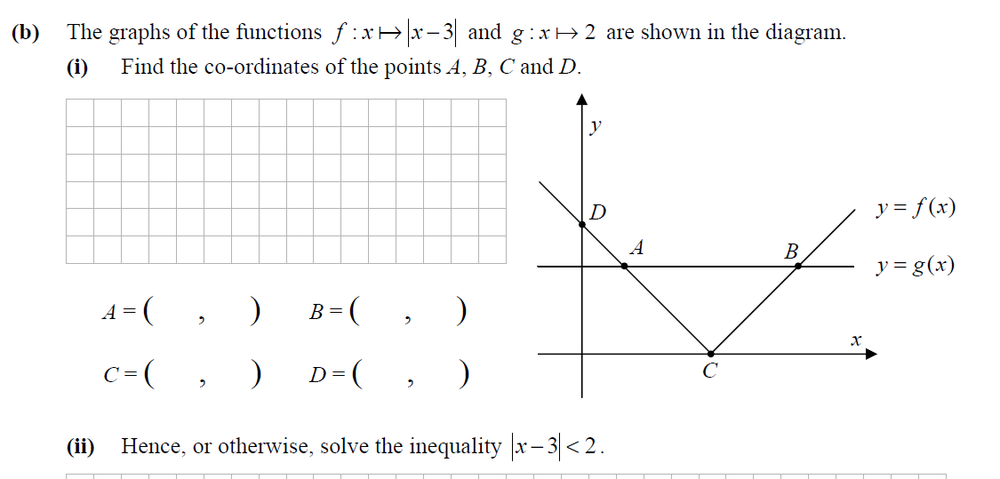 (b) The graphs of the functions f : x ↦ |x − 3| and g : x ↦ 2 are shown in the diagram.
(i) Find the co-ordinates of the points A, B, C and D.
y
D
y = f(x)
A
B
y = g(x)
A = ( , ) B = ( , )
x
C = ( , ) D = ( , )
C
(ii) Hence, or otherwise, solve the inequality |x − 3| < 2.